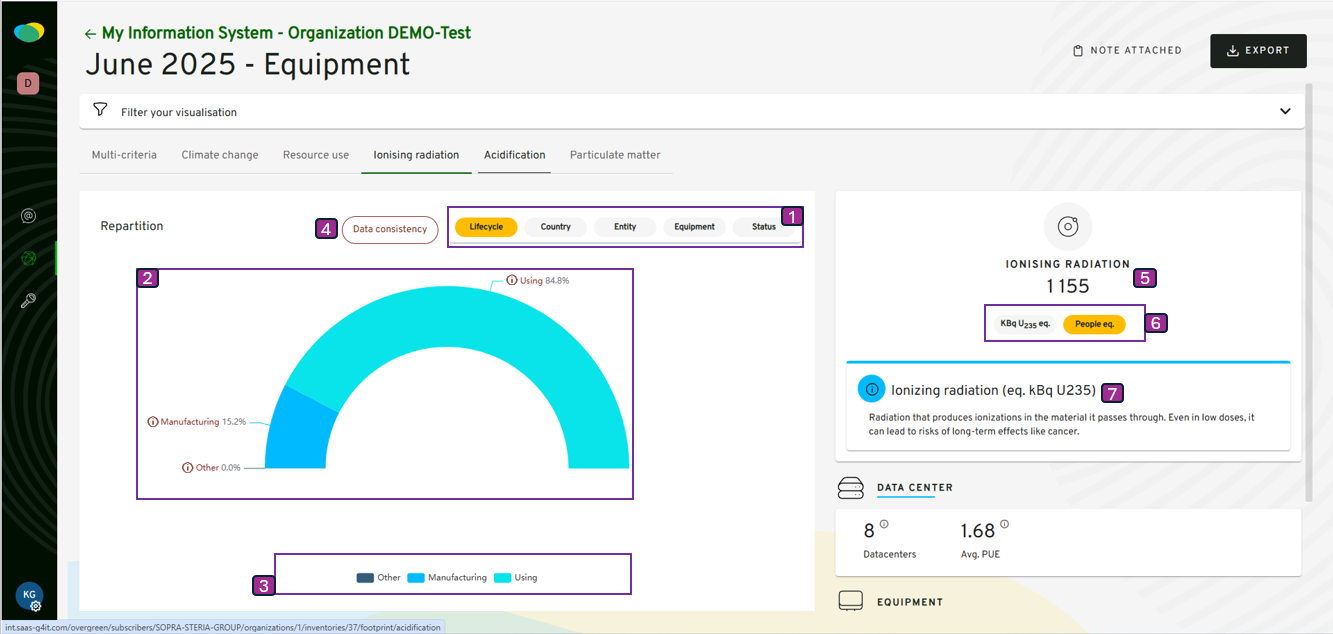 ← My Information System - Organization DEMO-Test
June 2025 - Equipment
NOTE ATTACHED
EXPORT
D
Filter your visualisation
Multi-criteria
Climate change
Resource use
Ionising radiation
Acidification
Particulate matter
Repartition
4
Data consistency
Lifecycle
Country
Entity
Equipment
Status
1
2
Using 84.8%
Manufacturing 15.2%
Other 0.0%
3
Other
Manufacturing
Using
IONISING RADIATION
1 155
5
KBq U235 eq.
People eq.
6
Ionizing radiation (eq. kBq U235)
7
Radiation that produces ionizations in the material it passes through. Even in low doses, it
can lead to risks of long-term effects like cancer.
DATA CENTER
8
Datacenters
1.68
Avg. PUE
EQUIPMENT
KG
int.saas-g4it.com/overgreen/subscribers/SOPRA-STERIA-GROUP/organizations/1/inventories/37/footprint/acidification